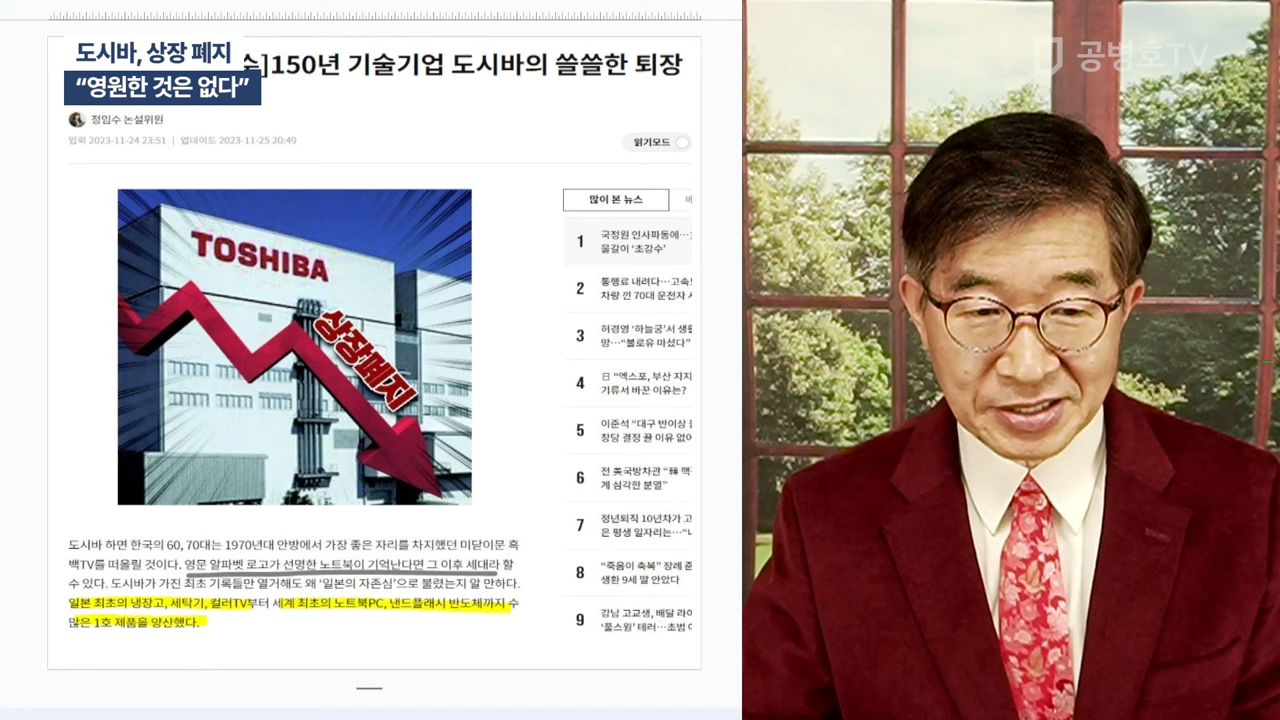 도시바, 상장 폐지
“영원한 것은 없다”
]150년 기술기업 도시바의 쓸쓸한 퇴장
정임수 논설위원
입력 2023-11-24 23:51 | 업데이트 2023-11-25 20:49
읽기모드
TOSHIBA
상장폐지
많이 본 뉴스
1 국정원 인사파동에…
물갈이 ‘초강수’
2 통행료 내려다…고속
차량 낀 70대 운전자
3 허경영 ‘하늘궁’서
망…“불로유 마셨다”
4 日 “엑스포, 부산 지지
기류서 바꾼 이유는?
5 이준석 “대구 반이상
창당 결정 끌 이유 없
6 전 美국방차관 “韓 핵
계 심각한 분열”
7 정년퇴직 10년차가
은 평생 일자리는…“
8 “죽음이 축복” 장례
생환 9세 딸 안았다
9 강남 고교생, 배달
‘풀스윙’ 테러…초범
도시바 하면 한국의 60, 70대는 1970년대 안방에서 가장 좋은 자리를 차지했던 미닫이문 흑
백TV를 떠올릴 것이다. 영문 알파벳 로고가 선명한 노트북이 기억난다면 그 이후 세대라 할
수 있다. 도시바가 가진 최초 기록들만 열거해도 왜 ‘일본의 자존심’으로 불렸는지 알 만하다.
일본 최초의 냉장고, 세탁기, 컬러TV부터 세계 최초의 노트북PC, 낸드플래시 반도체까지 수
많은 1호 제품을 양산했다.
공병호TV